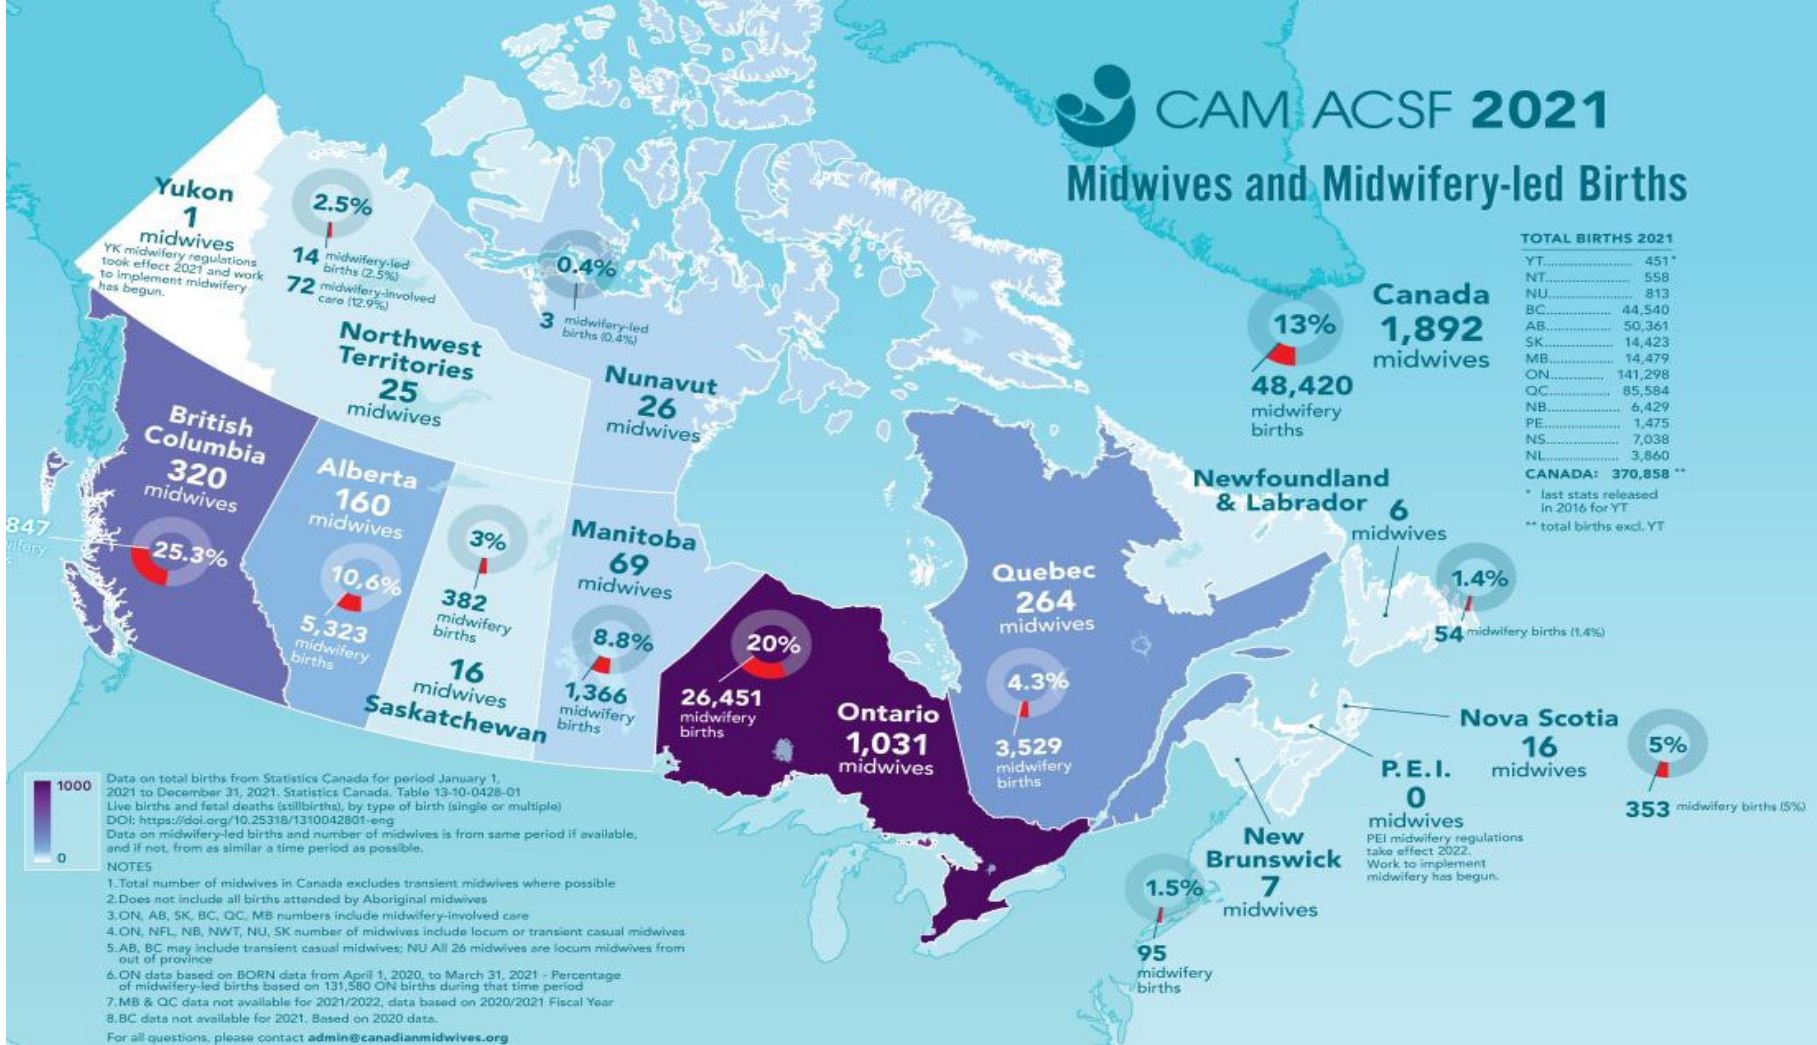 CAM ACSF 2021
Midwives and Midwifery-led Births
TOTAL BIRTHS 2021
YT.................... 451*
NT.................... 558
NU.................... 813
BC.................... 44,540
AB.................... 50,361
SK.................... 14,423
MB.................... 14,479
ON.................... 141,298
QC.................... 85,584
NB.................... 6,429
PE.................... 1,475
NS.................... 7,038
NL.................... 3,860
CANADA: 370,858 **
* last stats released
in 2016 for YT
** total births excl. YT
Canada
1,892
midwives
13%
48,420
midwifery
births
Yukon
1
midwives
YK midwifery regulations
took effect 2021 and work
to implement midwifery
has begun.
2.5%
14 midwifery-led
births (2.5%)
72 midwifery-involved
care (12.9%)
Northwest
Territories
25
midwives
0.4%
3 midwifery-led
births (0.4%)
Nunavut
26
midwives
British
Columbia
320
midwives
25.3%
847
Alberta
160
midwives
10,6%
5,323
midwifery
births
3%
382
midwifery
births
16
midwives
Saskatchewan
Manitoba
69
midwives
8.8%
1,366
midwifery
births
20%
26,451
midwifery
births
Ontario
1,031
midwives
Quebec
264
midwives
4.3%
3,529
midwifery
births
Newfoundland
& Labrador
6
midwives
1.4%
54 midwifery births (1.4%)
Nova Scotia
16
midwives
5%
353 midwifery births (5%)
P.E.I.
0
midwives
PEI midwifery regulations
take effect 2022.
Work to implement
midwifery has begun.
New
Brunswick
7
midwives
1.5%
95
midwifery
births
1000
0
Data on total births from Statistics Canada for period January 1,
2021 to December 31, 2021. Statistics Canada. Table 13-10-0428-01
Live births and fetal deaths (stillbirths), by type of birth (single or multiple)
DOI: https://doi.org/10.25318/1310042801-eng
Data on midwifery-led births and number of midwives is from same period if available,
and if not, from as similar a time period as possible.
NOTES
1.Total number of midwives in Canada excludes transient midwives where possible
2.Does not include all births attended by Aboriginal midwives
3.ON, AB, SK, BC, QC, MB numbers include midwifery-involved care
4.ON, NFL, NB, NWT, NU, SK number of midwives include locum or transient casual midwives
5.AB, BC may include transient casual midwives; NU All 26 midwives are locum midwives from
out of province
6.ON data based on BORN data from April 1, 2020, to March 31, 2021 - Percentage
of midwifery-led births based on 131,580 ON births during that time period
7.MB & QC data not available for 2021/2022, data based on 2020/2021 Fiscal Year
8.BC data not available for 2021. Based on 2020 data.
For all questions, please contact admin@canadianmidwives.org